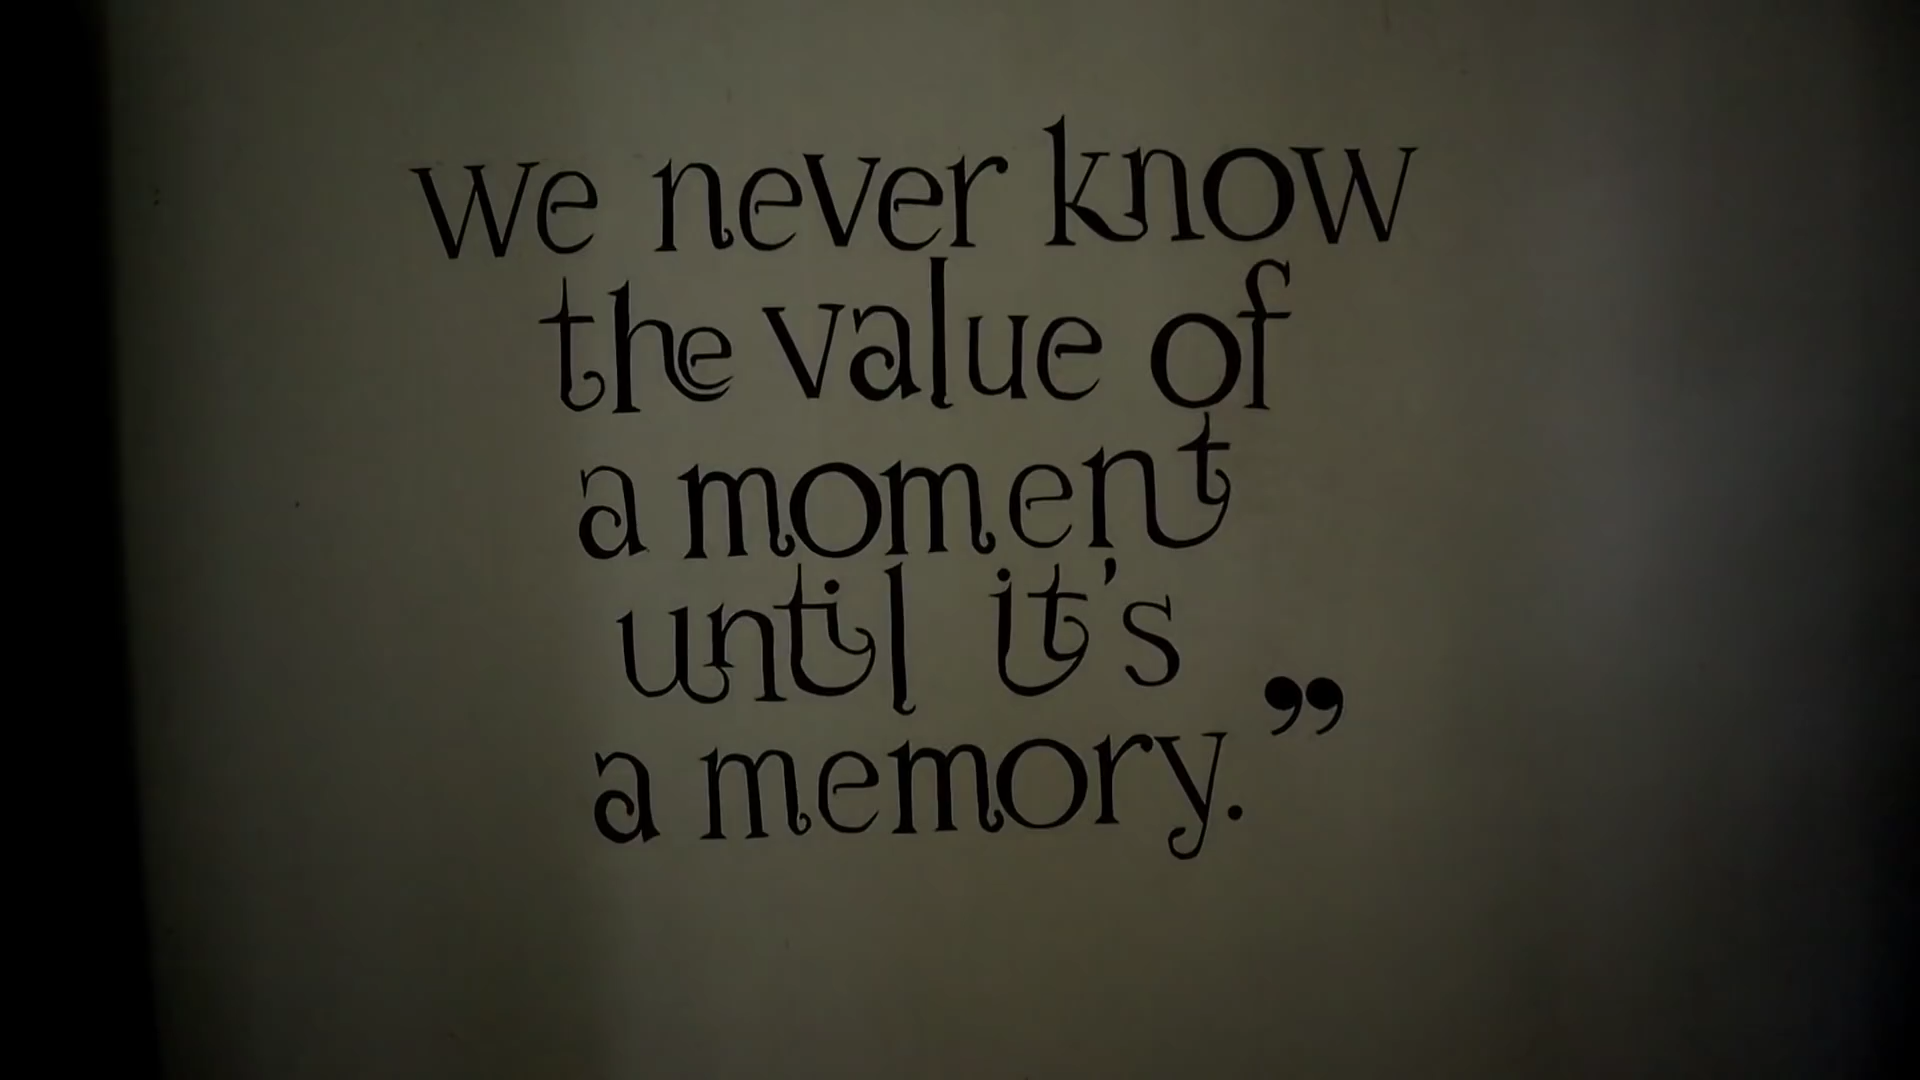 we never know
the value of
a moment
until it's
a memory.”